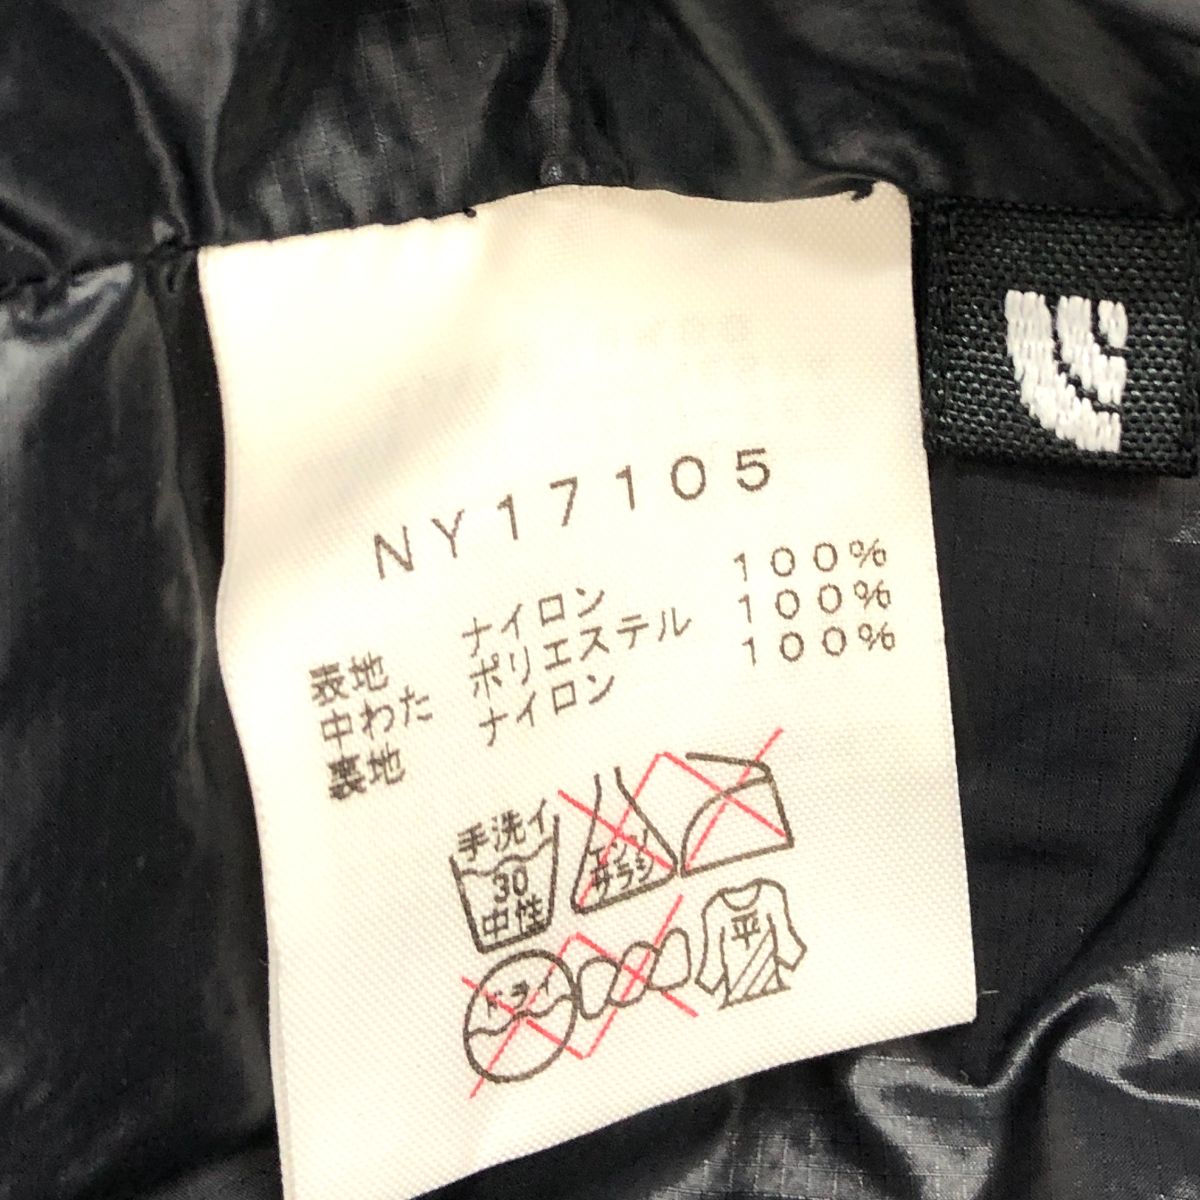 NY17105
表地 ナイロン 100%
中わた ポリエステル 100%
裏地 ナイロン 100%
手洗イ
30
中性
エンソ
サラシ
ドライ
平